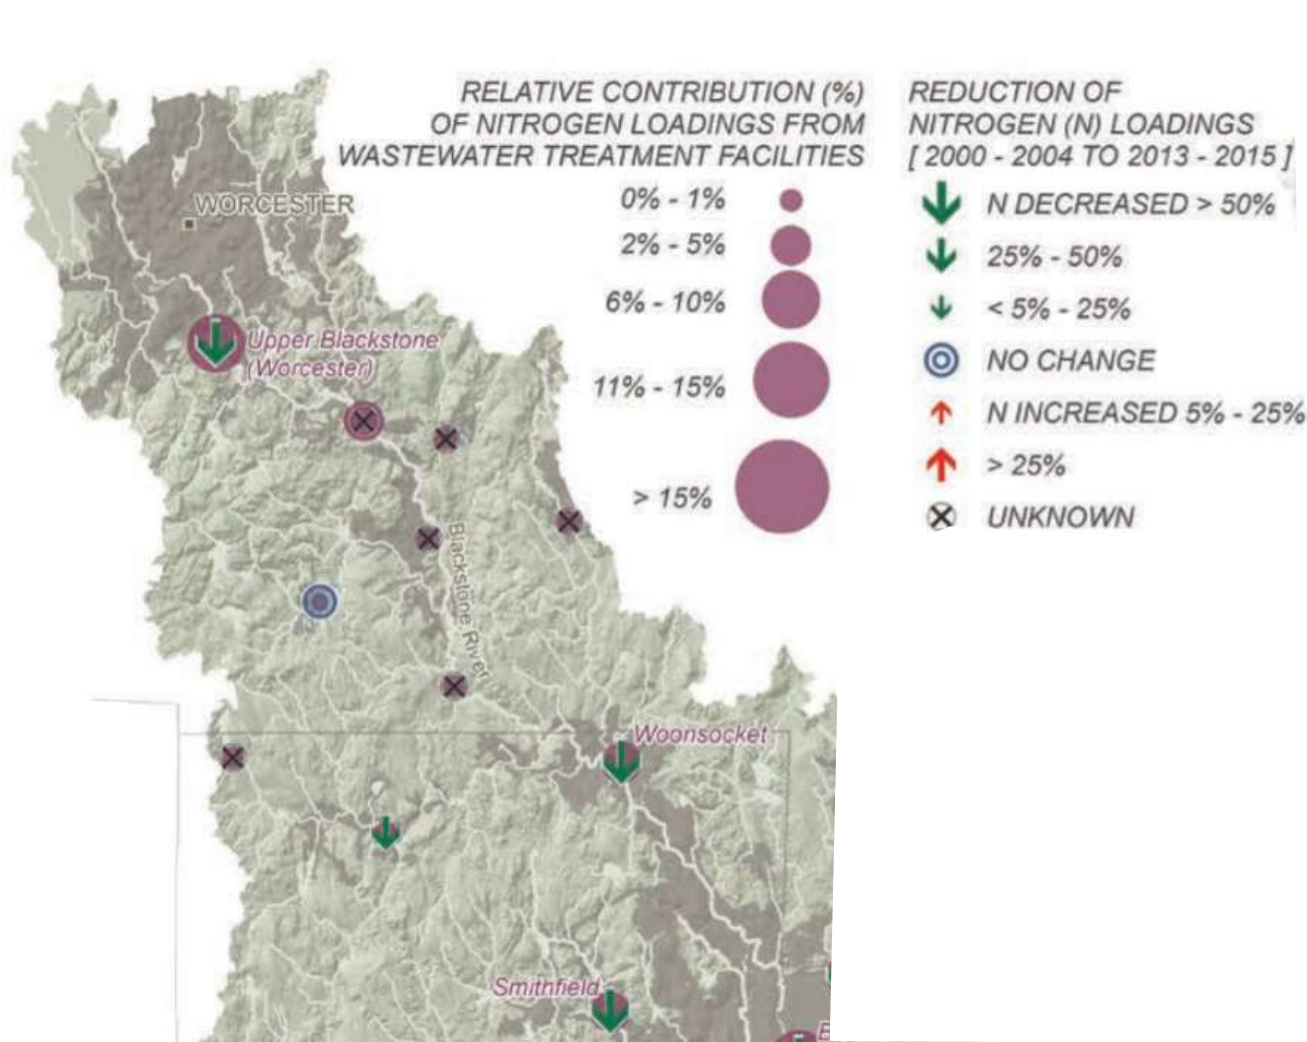 RELATIVE CONTRIBUTION (%)
OF NITROGEN LOADINGS FROM
WASTEWATER TREATMENT FACILITIES
0% - 1%
2% - 5%
6% - 10%
11% - 15%
> 15%
REDUCTION OF
NITROGEN (N) LOADINGS
[ 2000 - 2004 TO 2013 - 2015 ]
N DECREASED > 50%
25% - 50%
< 5% - 25%
NO CHANGE
N INCREASED 5% - 25%
> 25%
UNKNOWN
WORCESTER
Upper Blackstone
(Worcester)
Blackstone River
Woonsocket
Smithfield